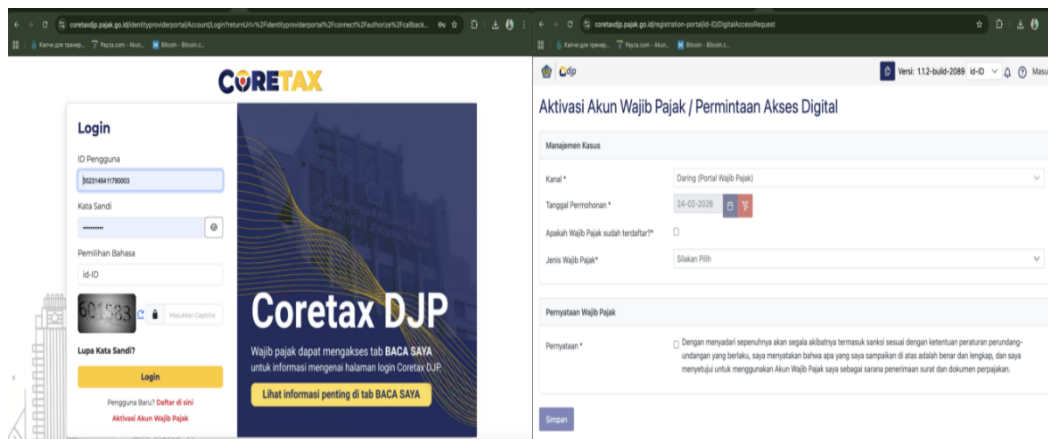 coretaxdjp.pajak.go.id/identityproviderportal/Account/Login?returnUrl=%2Fidentityproviderportal%2Fconnect%2Fauthorize%2Fcallback...
Payza.com - Akun...
Bitcoin - Bitcoin.c...
CORETAX
Login
ID Pengguna
Kata Sandi
Pemilihan Bahasa
id-ID
Masukkan Captcha
Lupa Kata Sandi?
Login
Pengguna Baru? Daftar di sini
Aktivasi Akun Wajib Pajak
Coretax DJP
Wajib pajak dapat mengakses tab BACA SAYA
untuk informasi mengenai halaman login Coretax DJP.
Lihat informasi penting di tab BACA SAYA
coretaxdjp.pajak.go.id/registration-portal/id-ID/DigitalAccessRequest
Payza.com - Akun...
Bitcoin - Bitcoin.c...
djp
Versi: 1.1.2-build-2089 id-ID
Masu
Aktivasi Akun Wajib Pajak / Permintaan Akses Digital
Manajemen Kasus
Kanal *
Daring (Portal Wajib Pajak)
Tanggal Permohonan *
24-02-2026
Apakah Wajib Pajak sudah terdaftar?*
Jenis Wajib Pajak*
Silakan Pilih
Pernyataan Wajib Pajak
Pernyataan *
Dengan menyadari sepenuhnya akan segala akibatnya termasuk sanksi sesuai dengan ketentuan peraturan perundang-
undangan yang berlaku, saya menyatakan bahwa apa yang saya sampaikan di atas adalah benar dan lengkap, dan saya
menyetujui untuk menggunakan Akun Wajib Pajak saya sebagai sarana penerimaan surat dan dokumen perpajakan.
Simpan